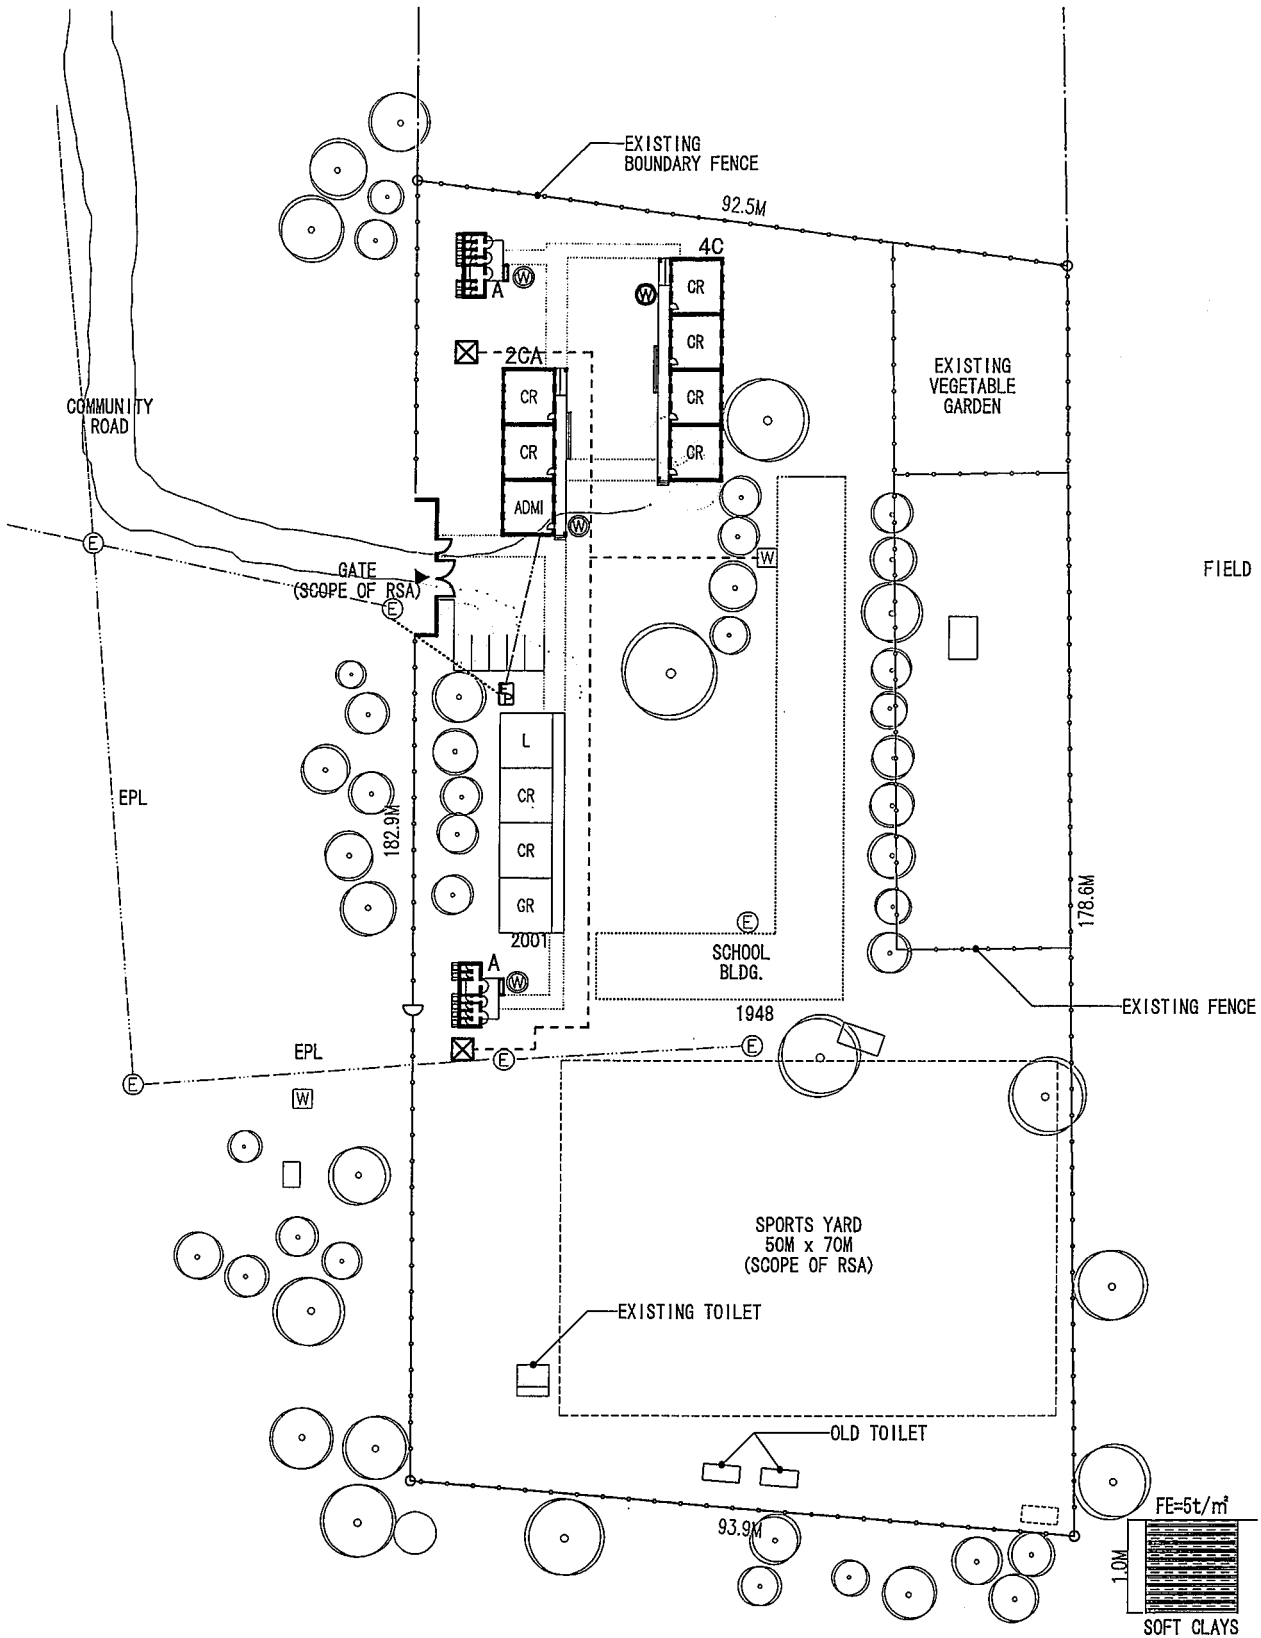 EXISTING
BOUNDARY FENCE
92.5M
4C
A
W
W
CR
CR
CR
CR
2CA
CR
CR
ADMI
W
EXISTING
VEGETABLE
GARDEN
COMMUNITY
ROAD
E
GATE
(SCOPE OF RSA)
E
W
FIELD
EP
L
CR
CR
GR
2001
EPL
182.9M
178.6M
E
SCHOOL
BLDG.
1948
A
W
EXISTING FENCE
EPL
E
E
E
W
SPORTS YARD
50M x 70M
(SCOPE OF RSA)
EXISTING TOILET
OLD TOILET
93.9M
FE=5t/㎡
1.0M
SOFT CLAYS